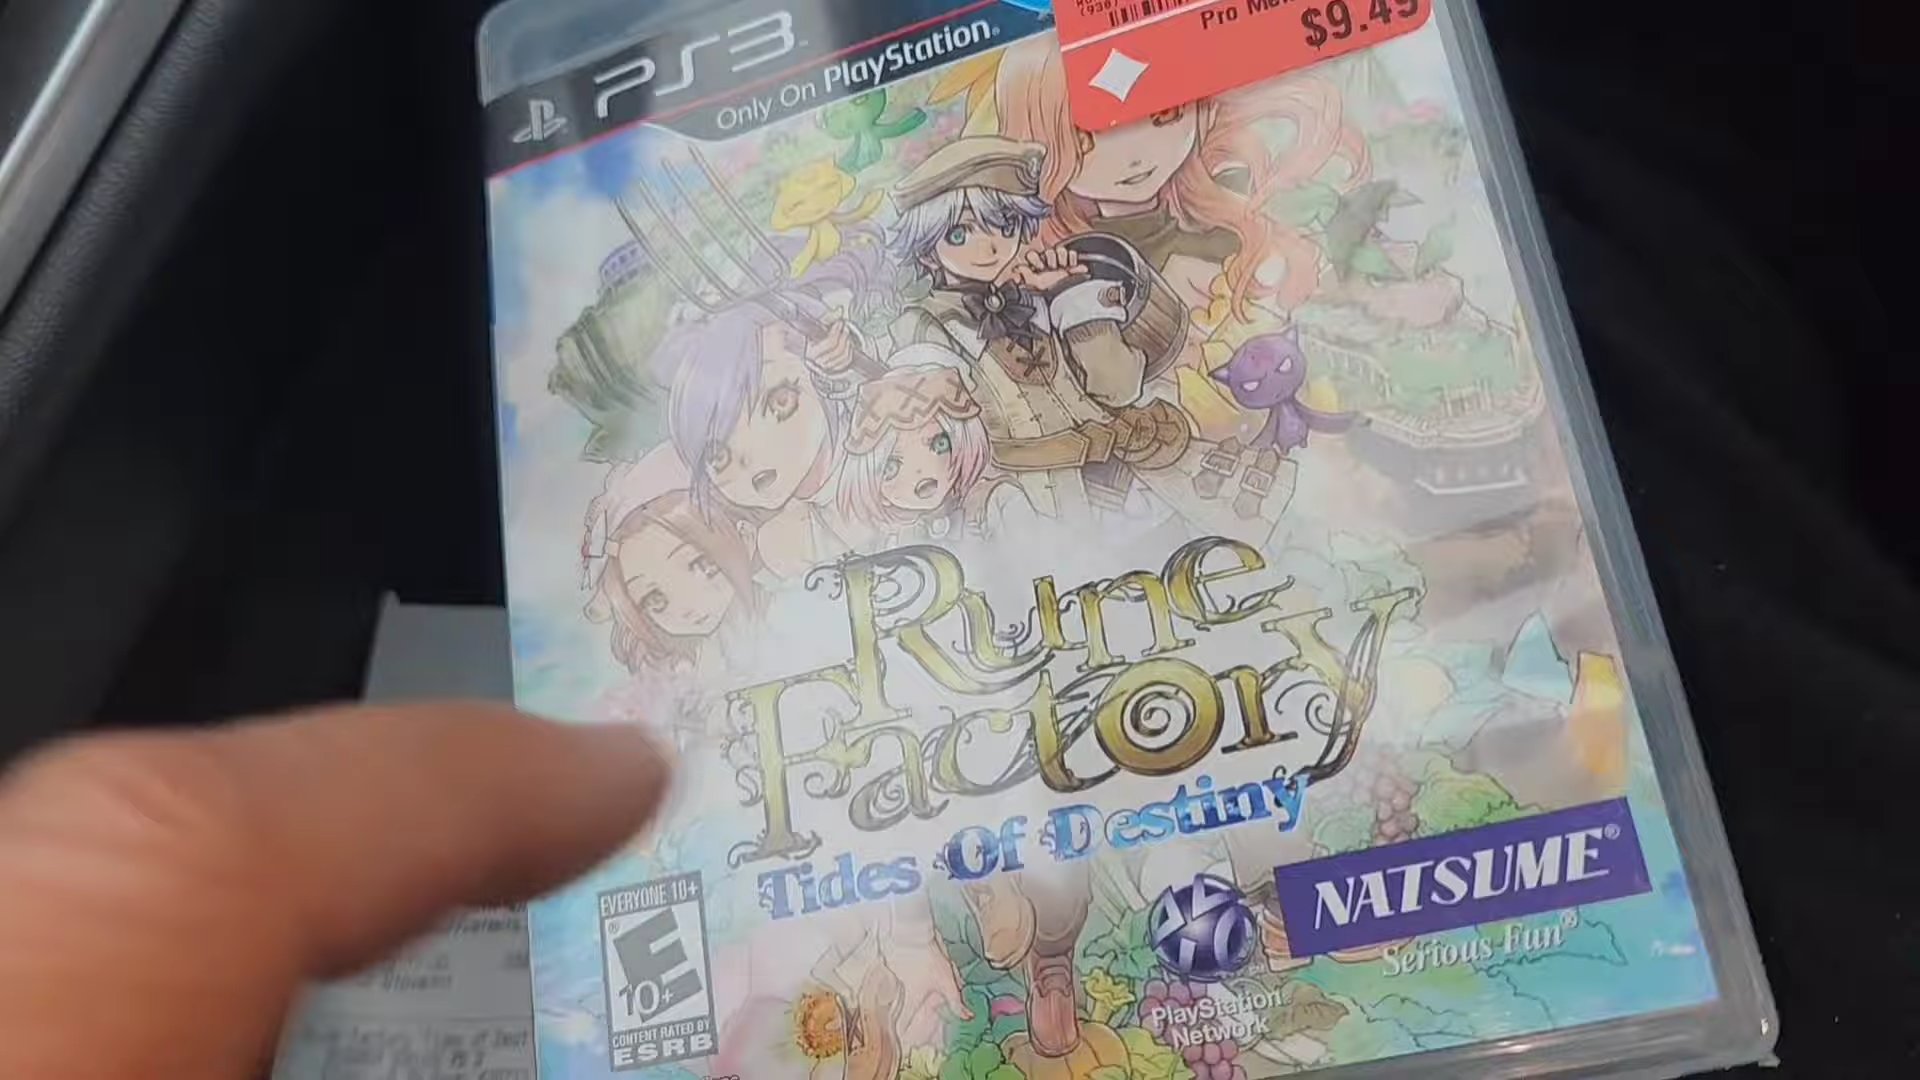 PS3
Only On PlayStation®
Pro
$9.49
Rune
Factory
Tides Of Destiny
EVERYONE 10+
E
10+
CONTENT RATED BY
ESRB
NATSUME®
Serious Fun®
PlayStation
Network